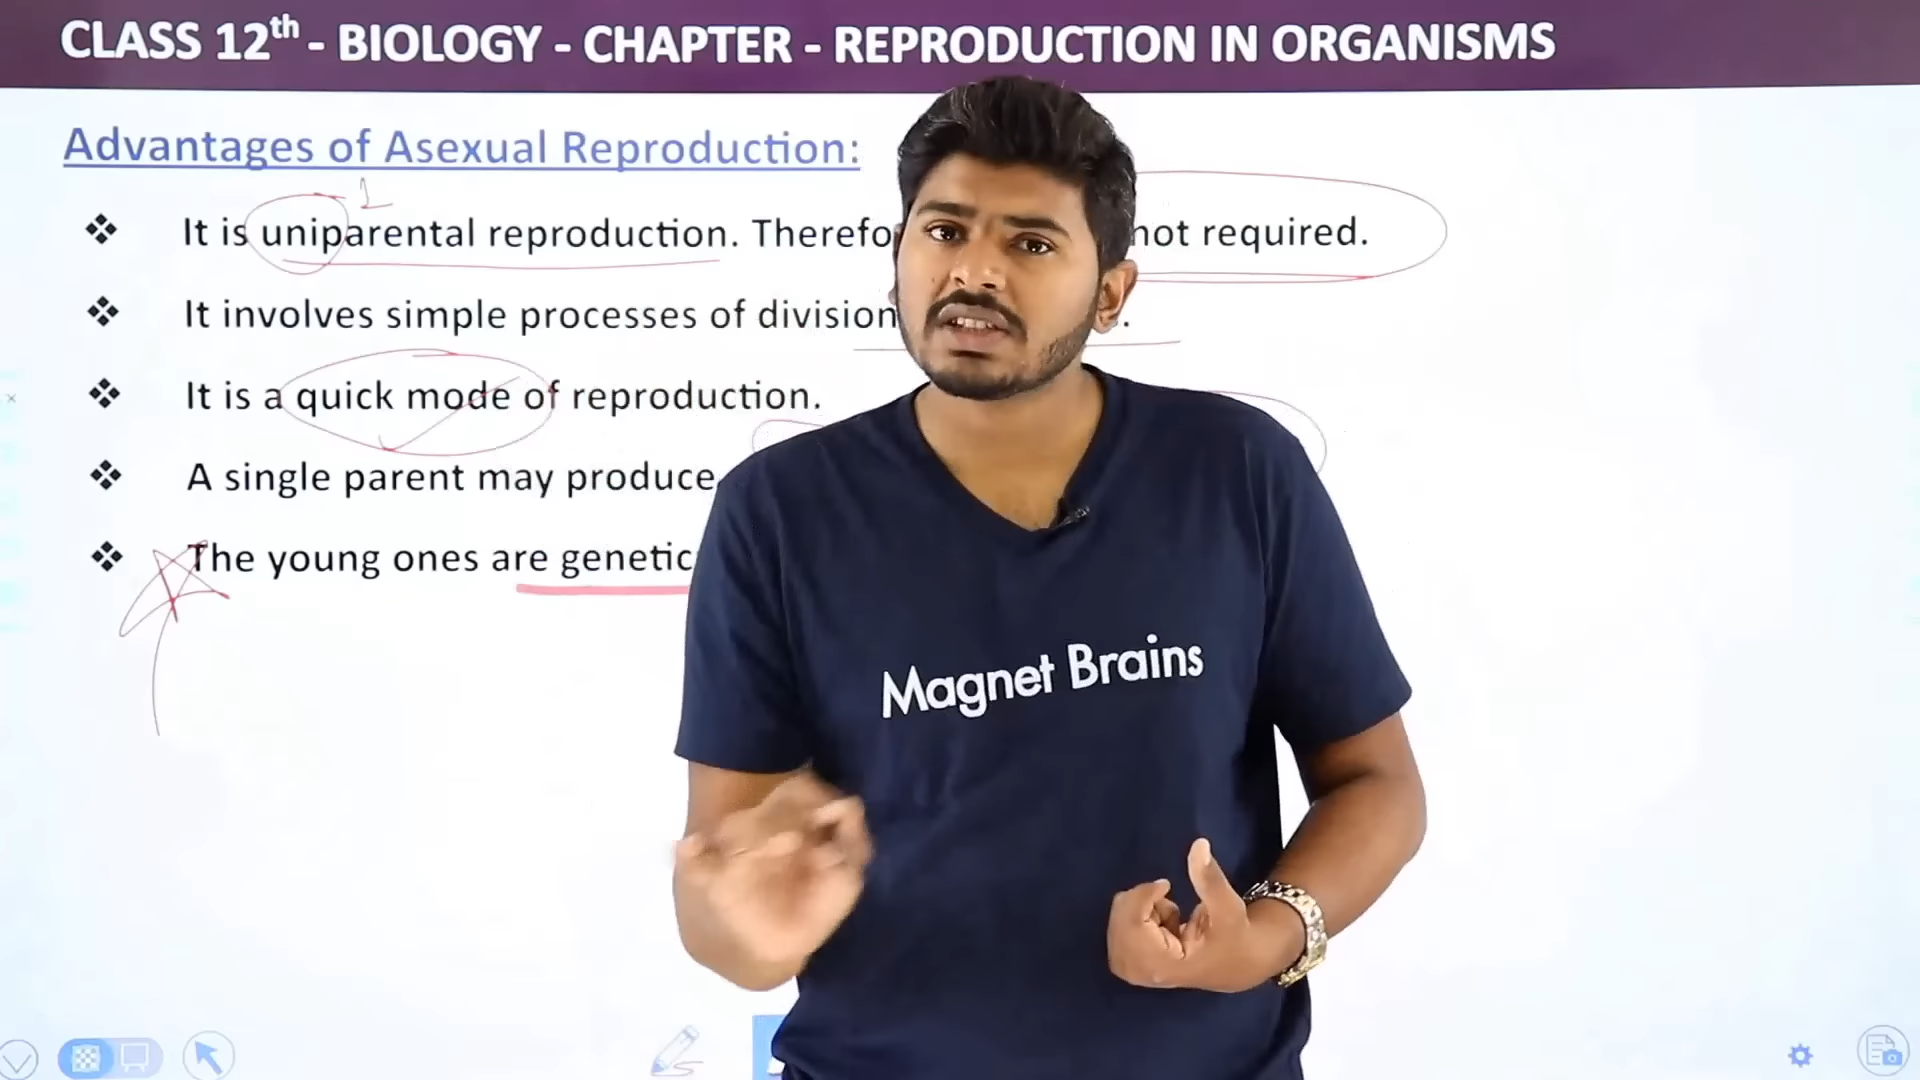 CLASS 12th - BIOLOGY - CHAPTER - REPRODUCTION IN ORGANISMS
Advantages of Asexual Reproduction:
1
❖ It is uniparental reproduction. not required.
❖ It involves simple processes of division
❖ It is a quick mode of reproduction.
❖ A single parent may produce
❖ The young ones are
Magnet Brains